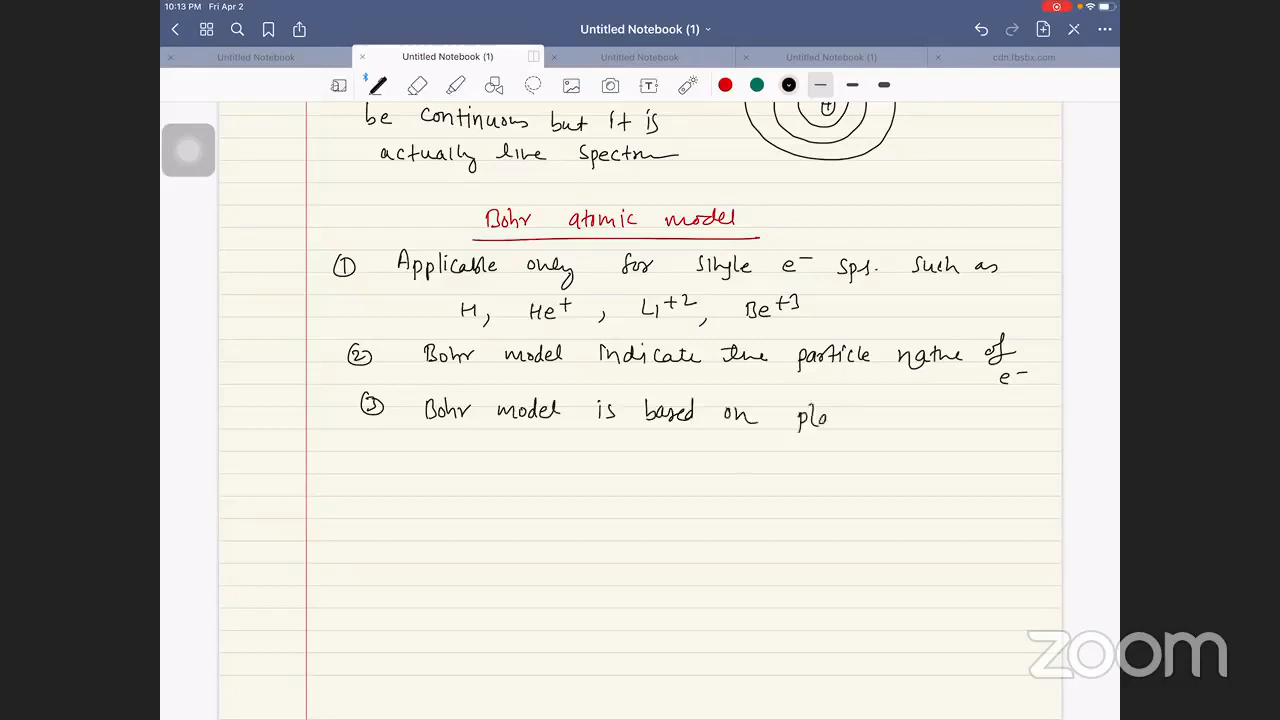 10:13 PM Fri Apr 2
Untitled Notebook (1)
Untitled Notebook
Untitled Notebook (1)
Untitled Notebook
Untitled Notebook (1)
cdn.fbsbx.com
T
be continuous but it is
actually line spectrum
Bohr atomic model
① Applicable only for single e⁻ sps. such as
H, He⁺, Li⁺², Be⁺³
② Bohr model indicate the particle nature of
e⁻
③ Bohr model is based on pla
zoom